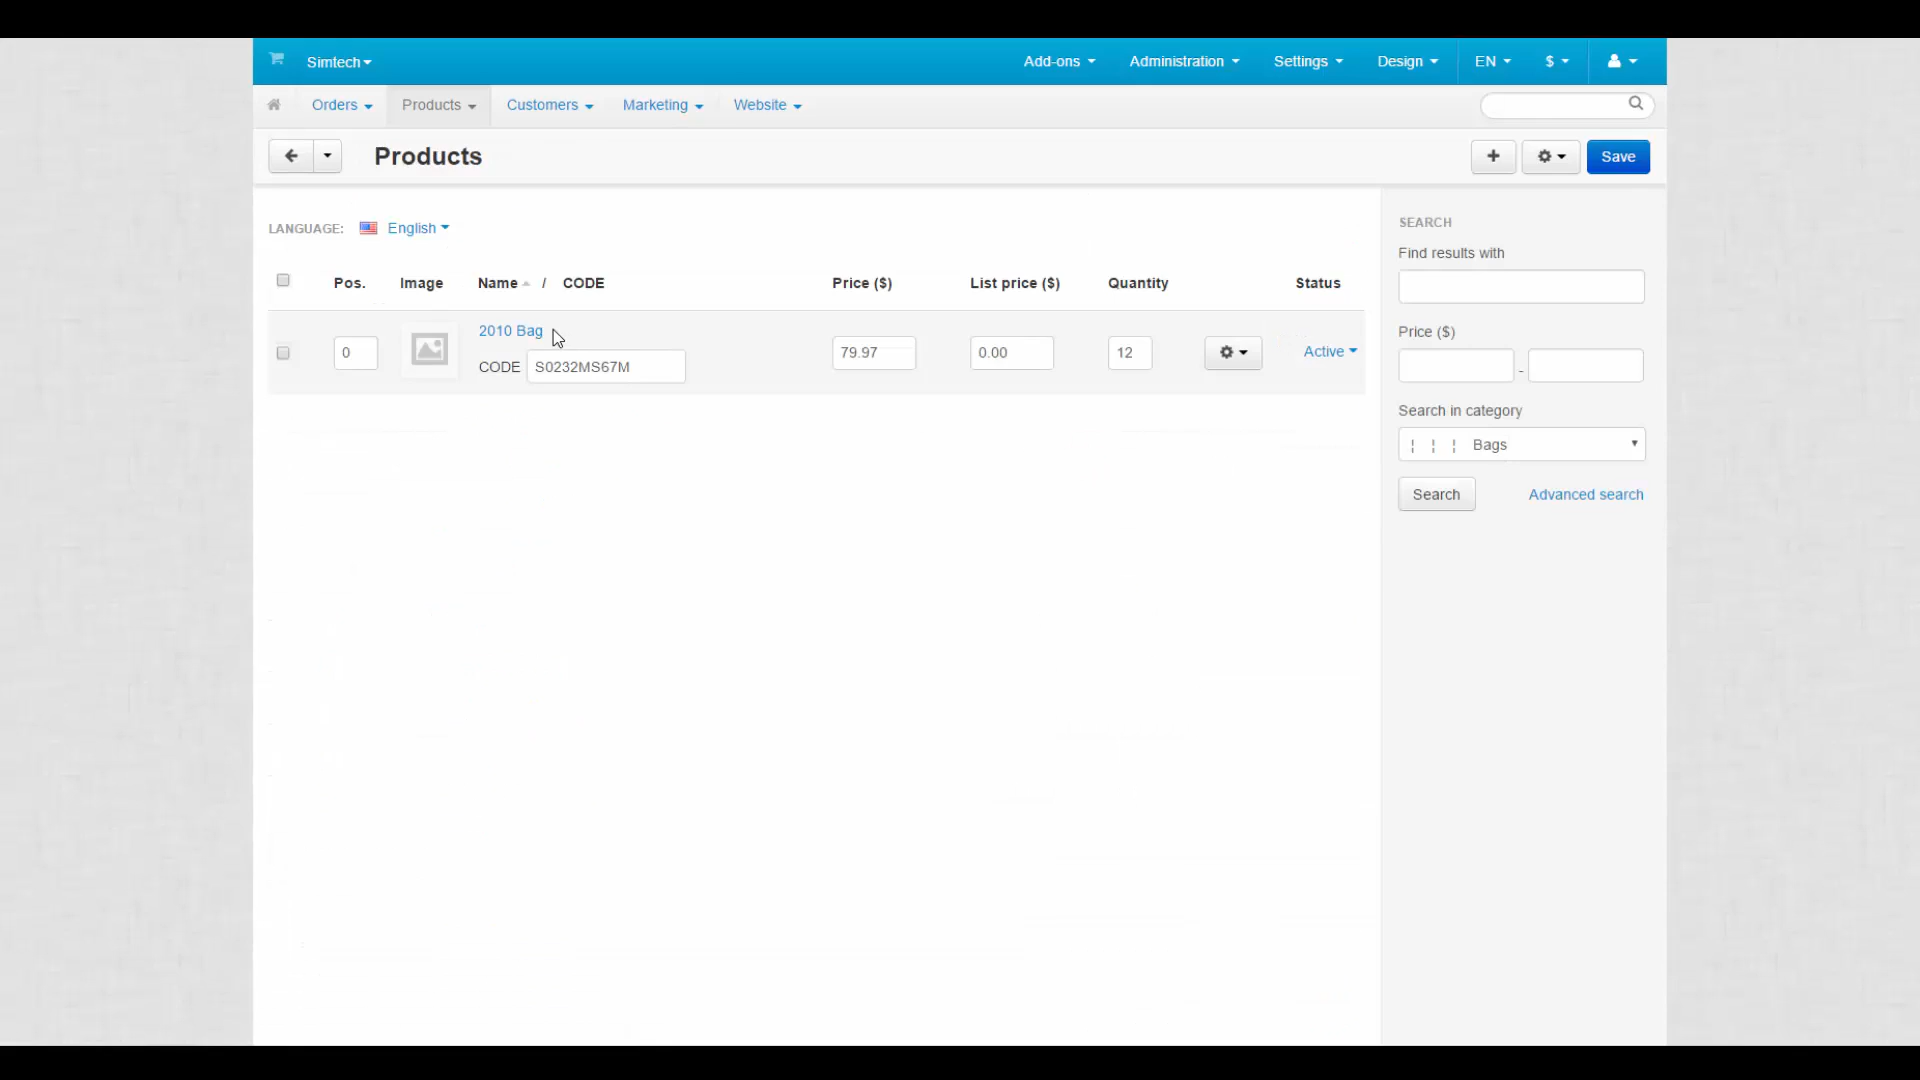 Simtech Add-ons Administration Settings Design EN $
Orders Products Customers Marketing Website
Products Save
LANGUAGE: English
Pos. Image Name / CODE Price ($) List price ($) Quantity Status
0 2010 Bag 79.97 0.00 12 Active
CODE S0232MS67M
SEARCH
Find results with
Price ($)
-
Search in category
¦ ¦ ¦ Bags
Search Advanced search